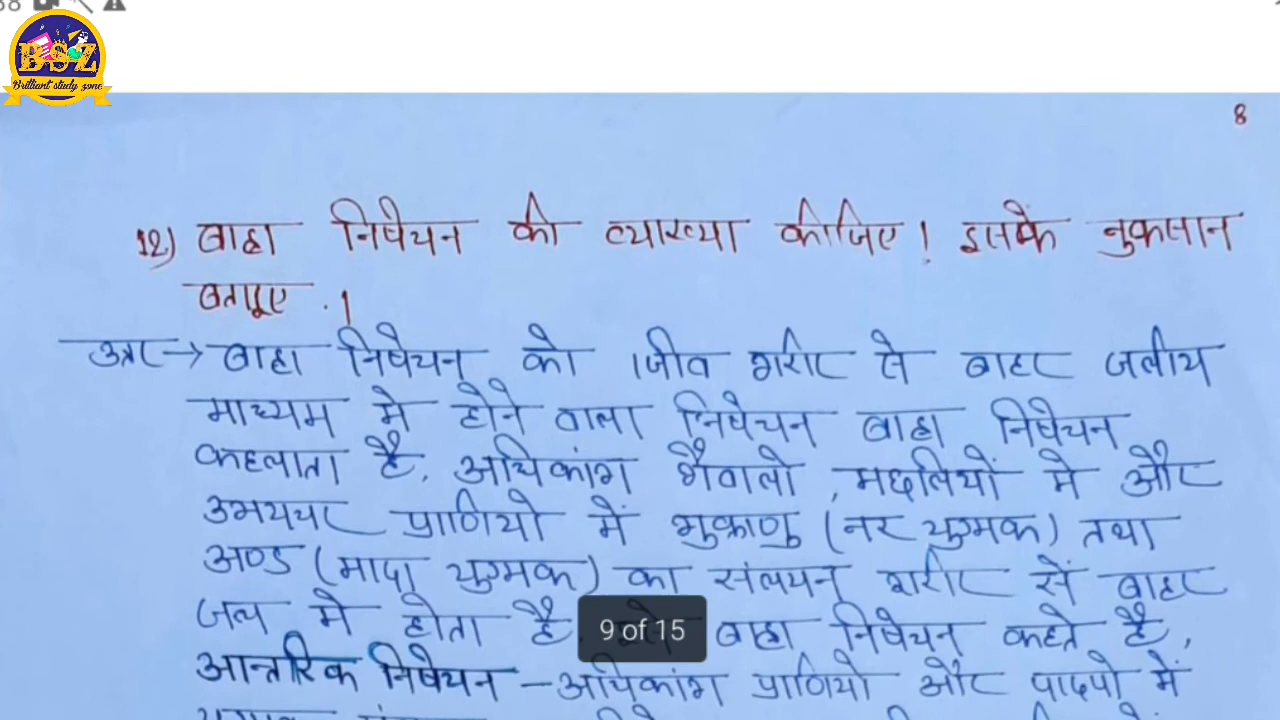 BSZ
Brilliant study zone
8
12) बाह्य निषेचन की व्याख्या कीजिए! इसके नुकसान
बताइए . ।
उत्तर → बाह्य निषेचन को जीव शरीर से बाहर जलीय
माध्यम मे होने वाला निषेचन बाह्य निषेचन
कहलाता है, अधिकांश शैवालो , मछलियों मे और
उभयचर प्राणियो में शुक्राणु (नर युग्मक) तथा
अण्ड (मादा युग्मक) का संलयन शरीर सें बाहर
जल मे होता है बाह्य निषेचन कहते है,
9 of 15
आन्तरिक निषेचन – अधिकांश प्राणियो और पादपो में